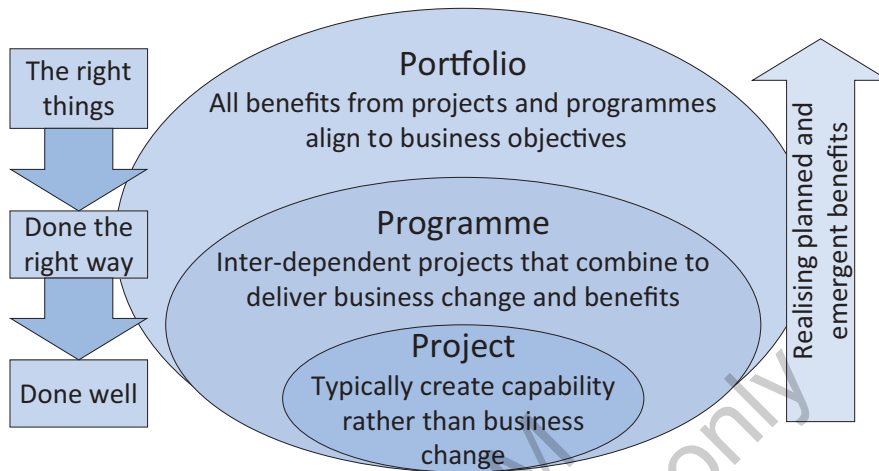 The right
things
Done the
right way
Done well
Portfolio
All benefits from projects and programmes
align to business objectives
Programme
Inter-dependent projects that combine to
deliver business change and benefits
Project
Typically create capability
rather than business
change
Realising planned and
emergent benefits
only